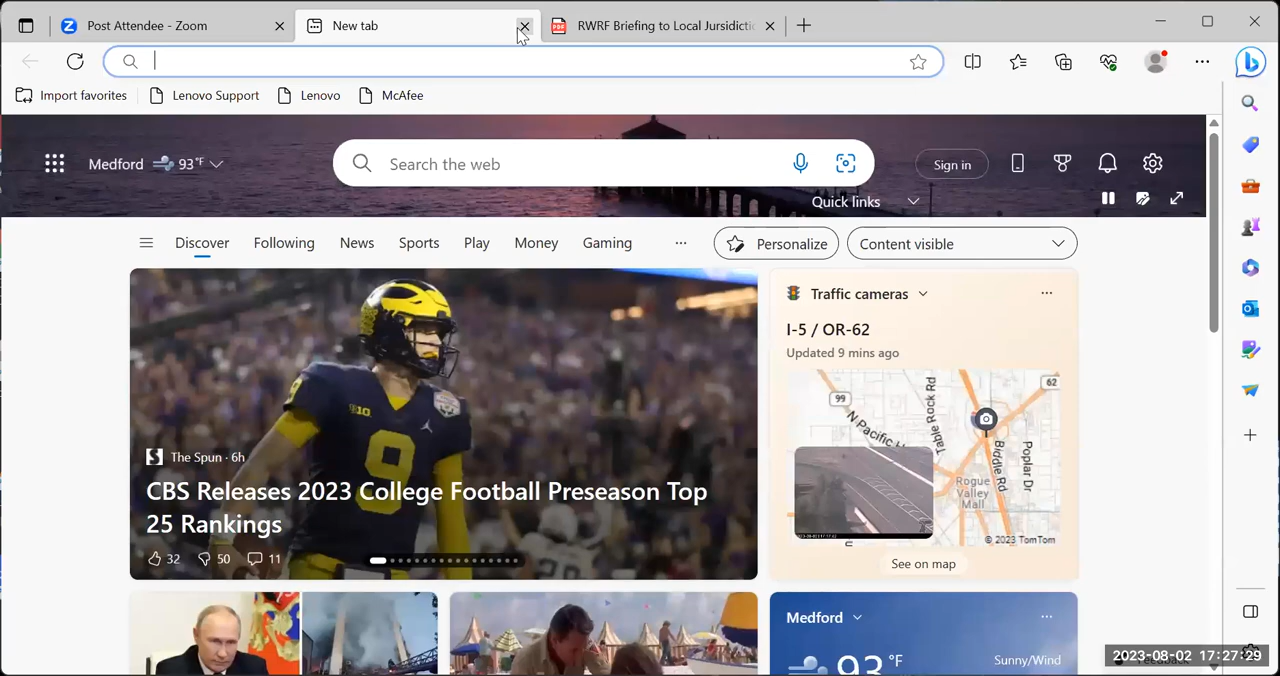 Post Attendee - Zoom
New tab
RWRF Briefing to Local Jursidictic
Import favorites
Lenovo Support
Lenovo
McAfee
Medford 93 °F
Search the web
Sign in
Quick links
Discover
Following
News
Sports
Play
Money
Gaming
Personalize
Content visible
The Spun · 6h
CBS Releases 2023 College Football Preseason Top
25 Rankings
32 50 11
Traffic cameras
I-5 / OR-62
Updated 9 mins ago
99
62
N Pacific H
Table Rock Rd
Biddle Rd
Poplar Dr
Rogue
Valley
Mall
© 2023 TomTom
See on map
Medford
93 °F
Sunny/Wind
2023-08-02 17:27:29